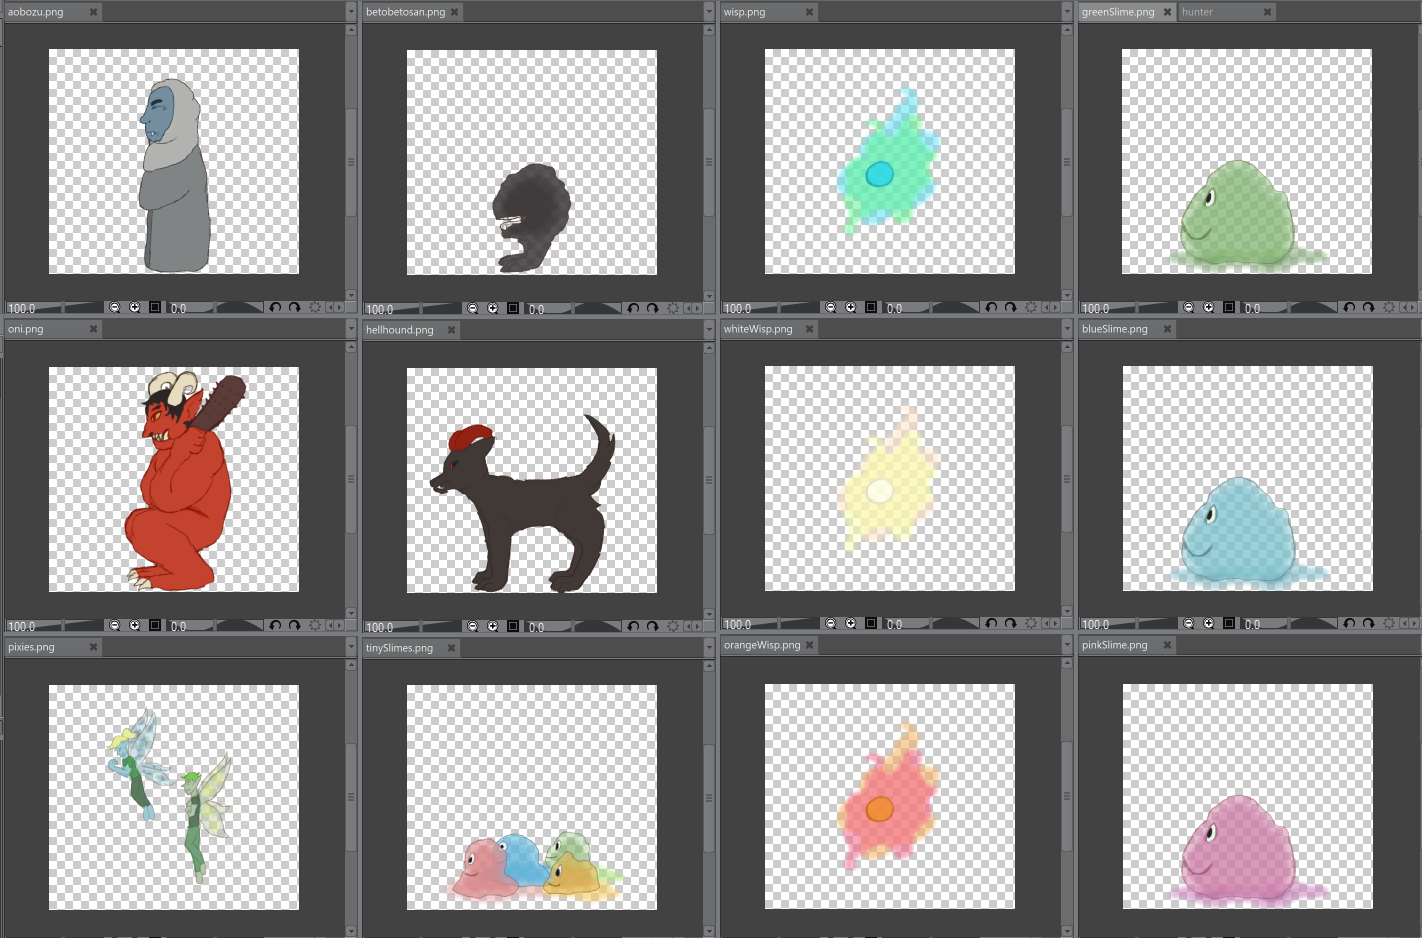 aobozu.png
betobetosan.png
wisp.png
greenSlime.png
hunter
100.0 0.0
100.0 0.0
100.0 0.0
100.0 0.0
oni.png
hellhound.png
whiteWisp.png
blueSlime.png
100.0 0.0
100.0 0.0
100.0 0.0
100.0 0.0
pixies.png
tinySlimes.png
orangeWisp.png
pinkSlime.png